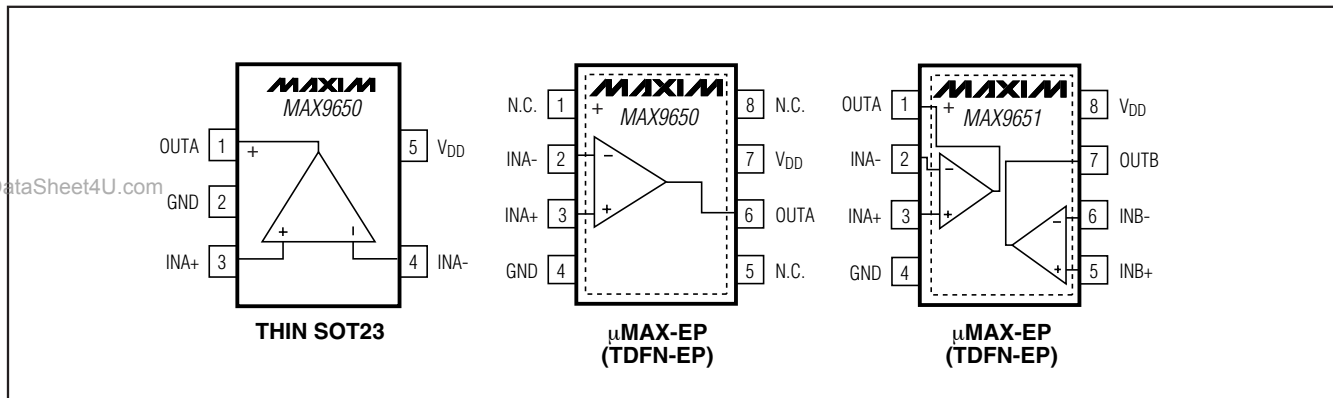 MAXIM
MAX9650
OUTA 1
+
5 VDD
GND 2
+
−
INA+ 3
4 INA-
THIN SOT23
MAXIM
MAX9650
N.C. 1
+
8 N.C.
INA- 2
−
7 VDD
INA+ 3
+
6 OUTA
GND 4
5 N.C.
µMAX-EP
(TDFN-EP)
MAXIM
MAX9651
OUTA 1
+
8 VDD
INA- 2
−
7 OUTB
INA+ 3
+
−
6 INB-
GND 4
+
5 INB+
µMAX-EP
(TDFN-EP)
DataSheet4U.com